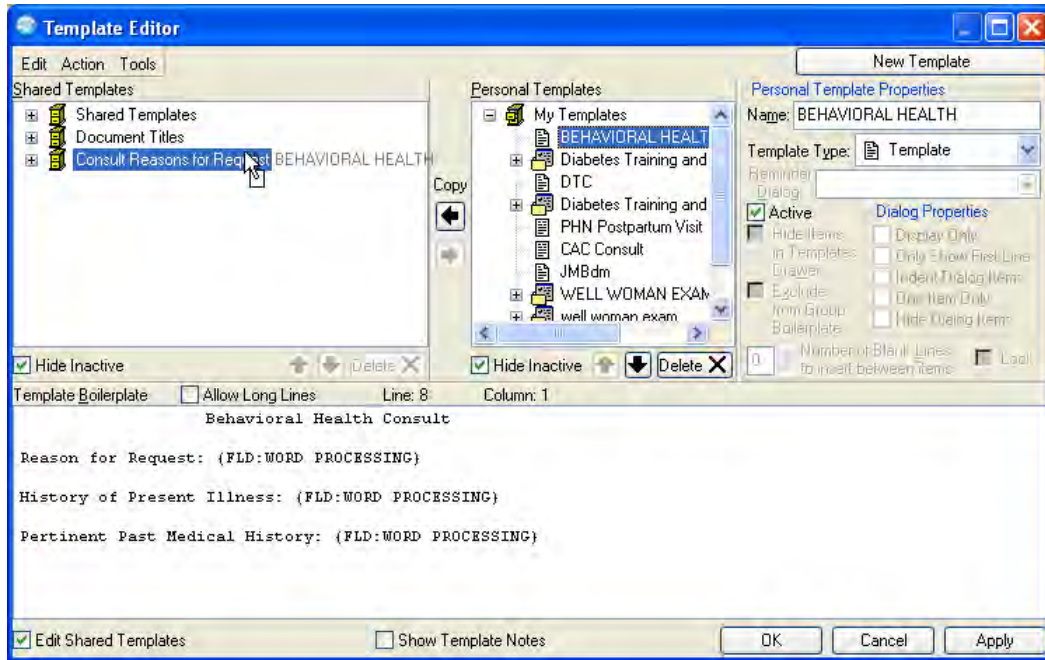 Template Editor
Edit Action Tools
New Template
Shared Templates
Shared Templates
Document Titles
Consult Reasons for Request BEHAVIORAL HEALTH
Copy
Personal Templates
My Templates
BEHAVIORAL HEALT
Diabetes Training and
DTC
Diabetes Training and
PHN Postpartum Visit
CAC Consult
JMBdm
WELL WOMAN EXAM
well woman exam
Personal Template Properties
Name: BEHAVIORAL HEALTH
Template Type: Template
Reminder
Dialog
Active
Hide Items
in Templates
Drawer
Exclude
from Group
Boilerplate
Dialog Properties
Display Only
Only Show First Line
Indent Dialog Items
One Item Only
Hide Dialog Items
0
Number of Blank Lines
to insert between items
Lock
Hide Inactive
Delete
Hide Inactive
Delete
Template Boilerplate
Allow Long Lines
Line: 8
Column: 1
Behavioral Health Consult
Reason for Request: {FLD:WORD PROCESSING}
History of Present Illness: {FLD:WORD PROCESSING}
Pertinent Past Medical History: {FLD:WORD PROCESSING}
Edit Shared Templates
Show Template Notes
OK
Cancel
Apply